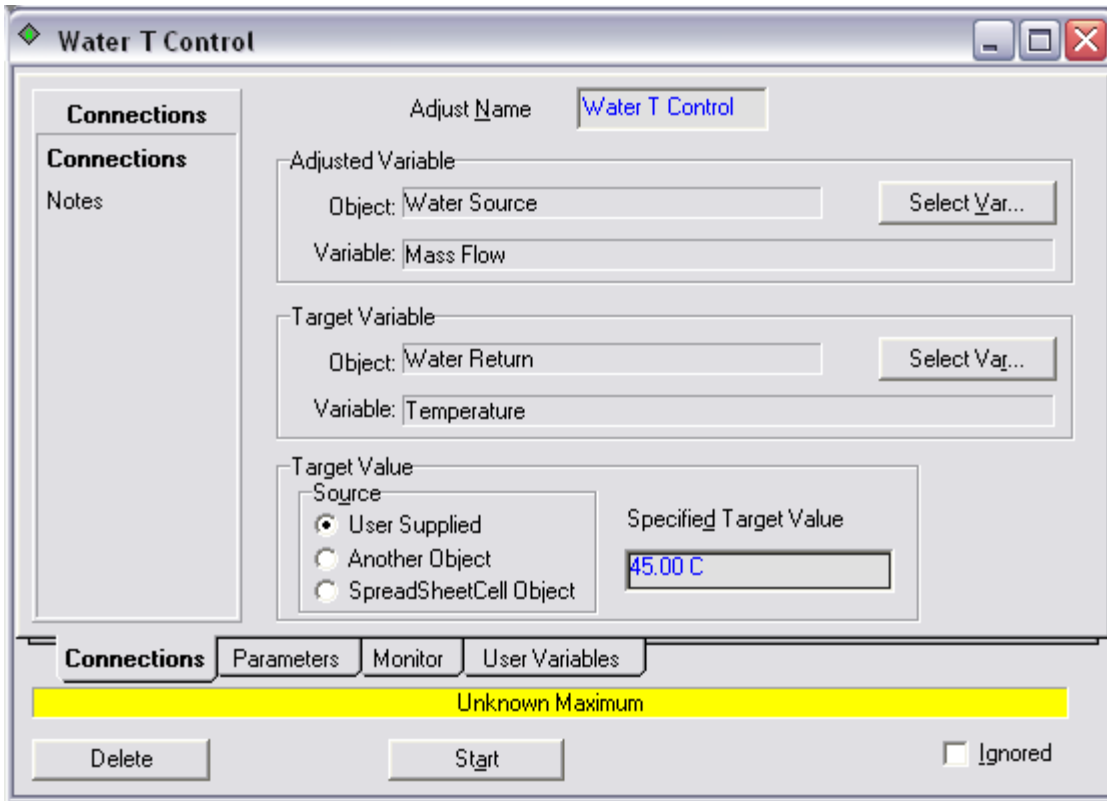 Water T Control
Connections
Connections
Notes
Adjust Name Water T Control
Adjusted Variable
Object: Water Source Select Var...
Variable: Mass Flow
Target Variable
Object: Water Return Select Var...
Variable: Temperature
Target Value
Source
User Supplied
Another Object
SpreadSheetCell Object
Specified Target Value
45.00 C
Connections Parameters Monitor User Variables
Unknown Maximum
Delete Start Ignored